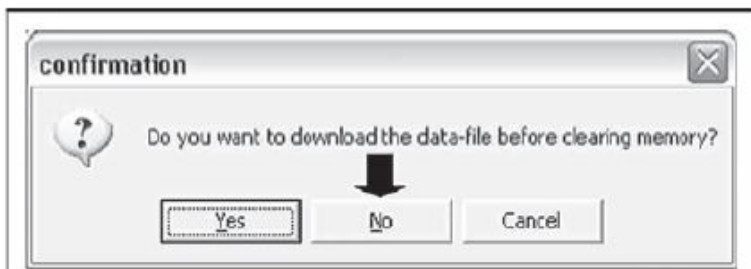 confirmation
Do you want to download the data-file before clearing memory?
Yes No Cancel